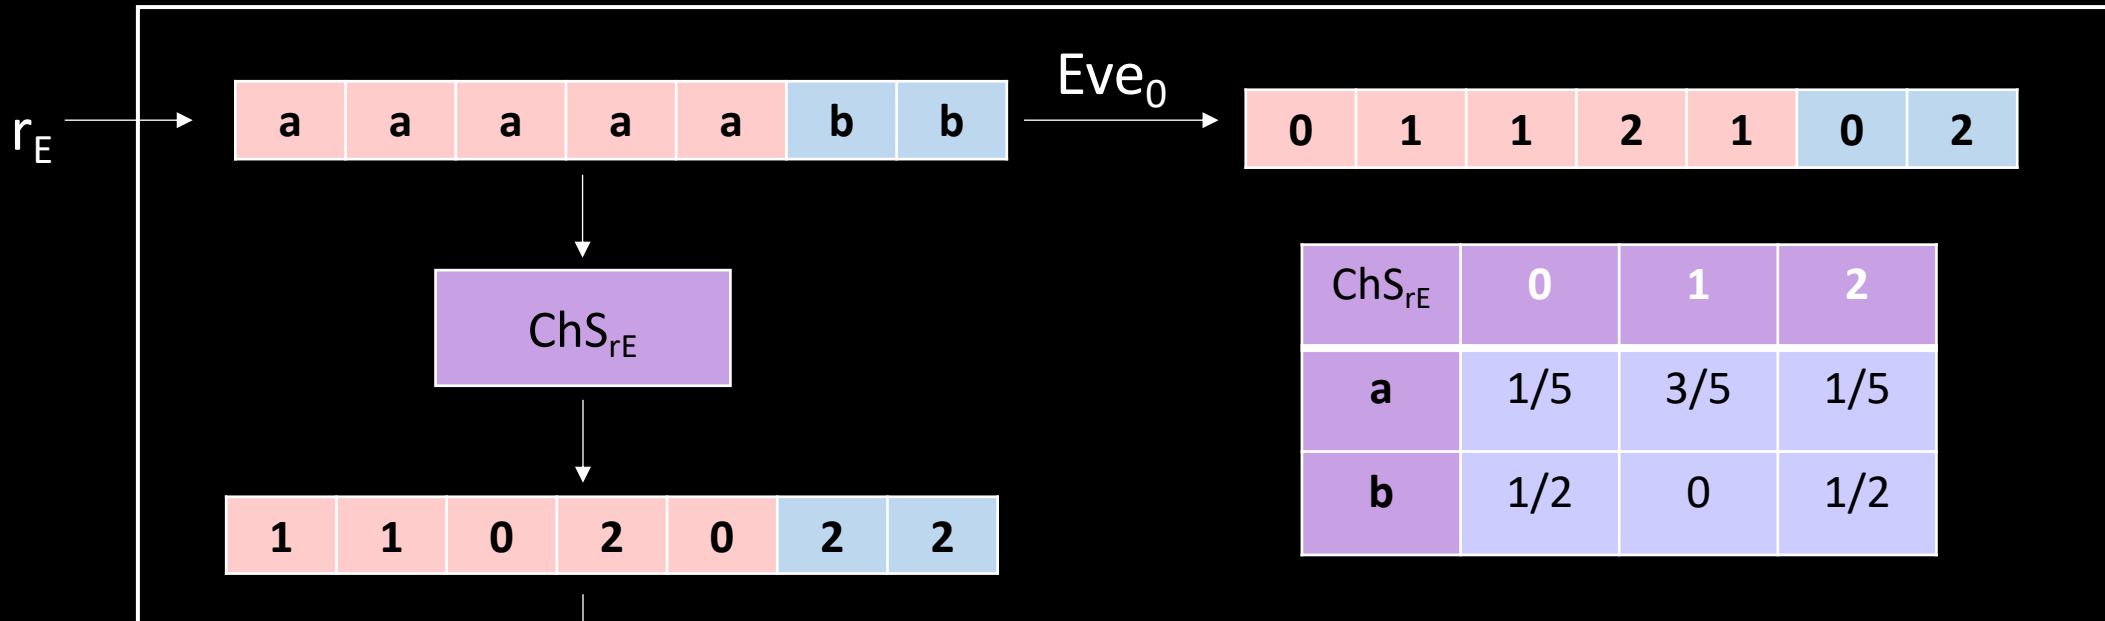 r_E
a a a a a b b
Eve_0
0 1 1 2 1 0 2
ChS_rE
1 1 0 2 0 2 2
ChS_rE 0 1 2
a 1/5 3/5 1/5
b 1/2 0 1/2